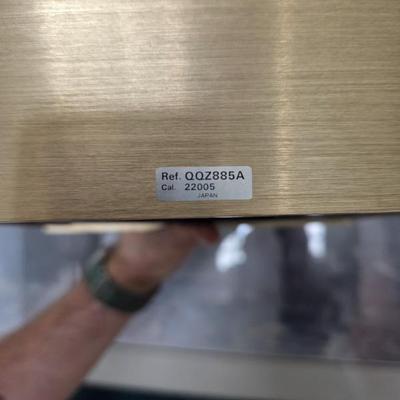 Ref. QQZ885A
Cal. 22005
JAPAN